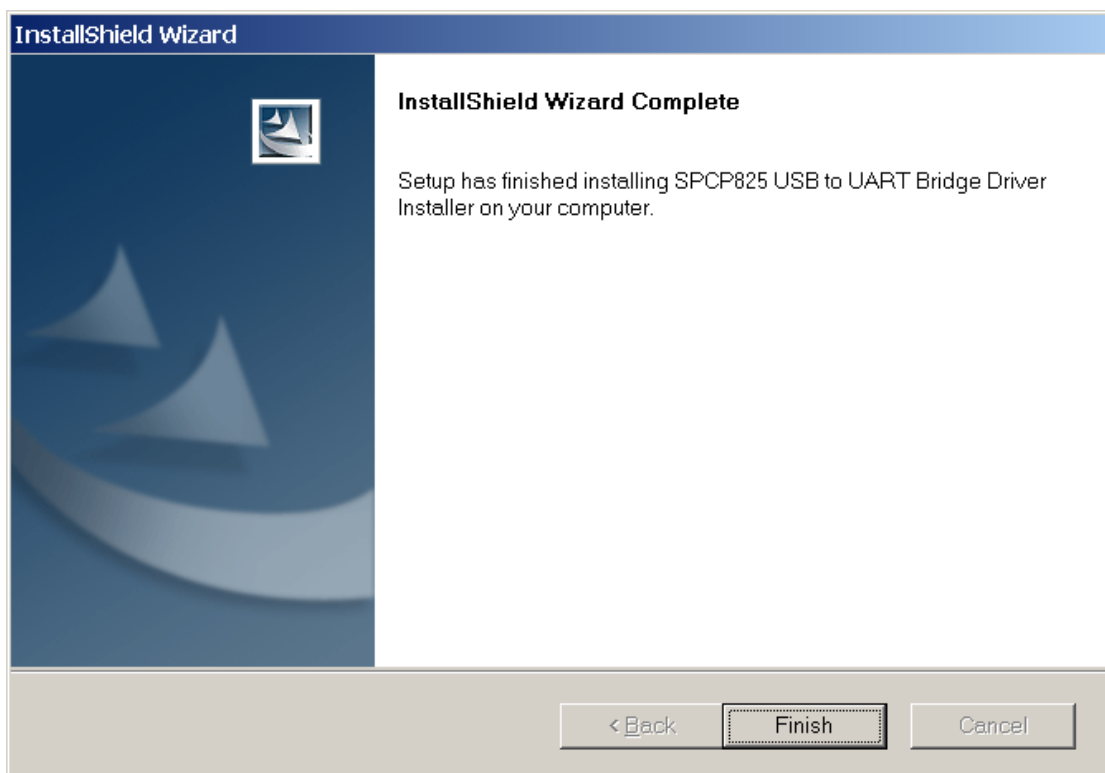 InstallShield Wizard
InstallShield Wizard Complete
Setup has finished installing SPCP825 USB to UART Bridge Driver
Installer on your computer.
< Back
Finish
Cancel